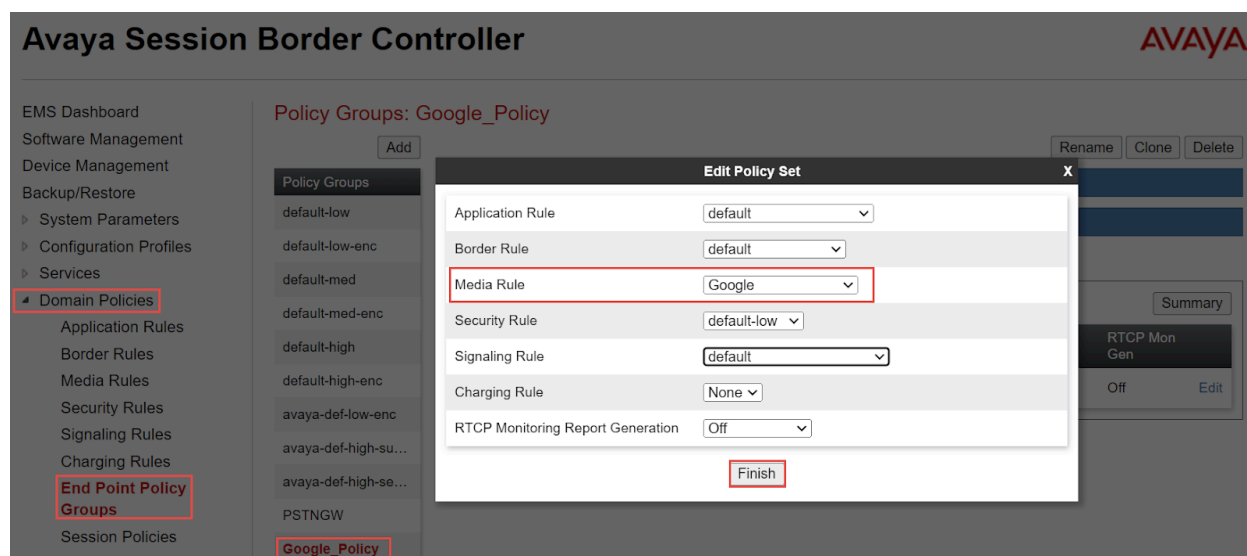 Avaya Session Border Controller
AVAYA
EMS Dashboard
Software Management
Device Management
Backup/Restore
System Parameters
Configuration Profiles
Services
Domain Policies
Application Rules
Border Rules
Media Rules
Security Rules
Signaling Rules
Charging Rules
End Point Policy
Groups
Session Policies
Policy Groups: Google_Policy
Add
Rename Clone Delete
Policy Groups
default-low
default-low-enc
default-med
default-med-enc
default-high
default-high-enc
avaya-def-low-enc
avaya-def-high-su...
avaya-def-high-se...
PSTNGW
Google_Policy
Edit Policy Set X
Application Rule default
Border Rule default
Media Rule Google
Security Rule default-low
Signaling Rule default
Charging Rule None
RTCP Monitoring Report Generation Off
Finish
Summary
RTCP Mon
Gen
Off Edit